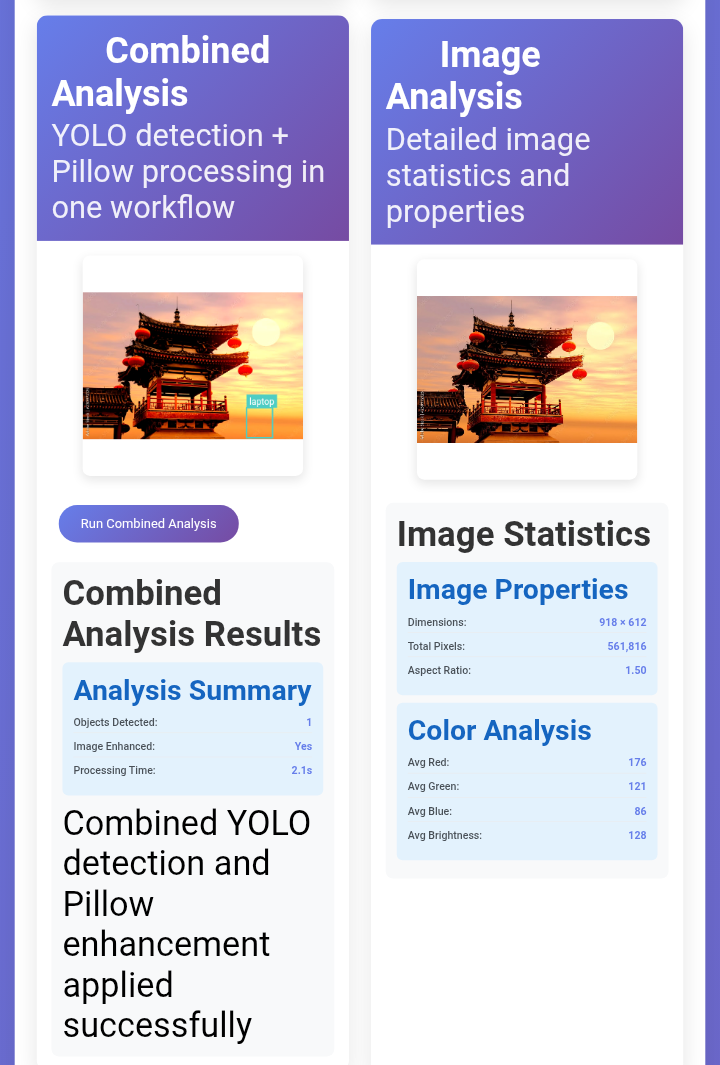 Combined
Analysis
YOLO detection +
Pillow processing in
one workflow
laptop
Run Combined Analysis
Combined
Analysis Results
Analysis Summary
Objects Detected: 1
Image Enhanced: Yes
Processing Time: 2.1s
Combined YOLO
detection and
Pillow
enhancement
applied
successfully
Image
Analysis
Detailed image
statistics and
properties
Image Statistics
Image Properties
Dimensions: 918 × 612
Total Pixels: 561,816
Aspect Ratio: 1.50
Color Analysis
Avg Red: 176
Avg Green: 121
Avg Blue: 86
Avg Brightness: 128